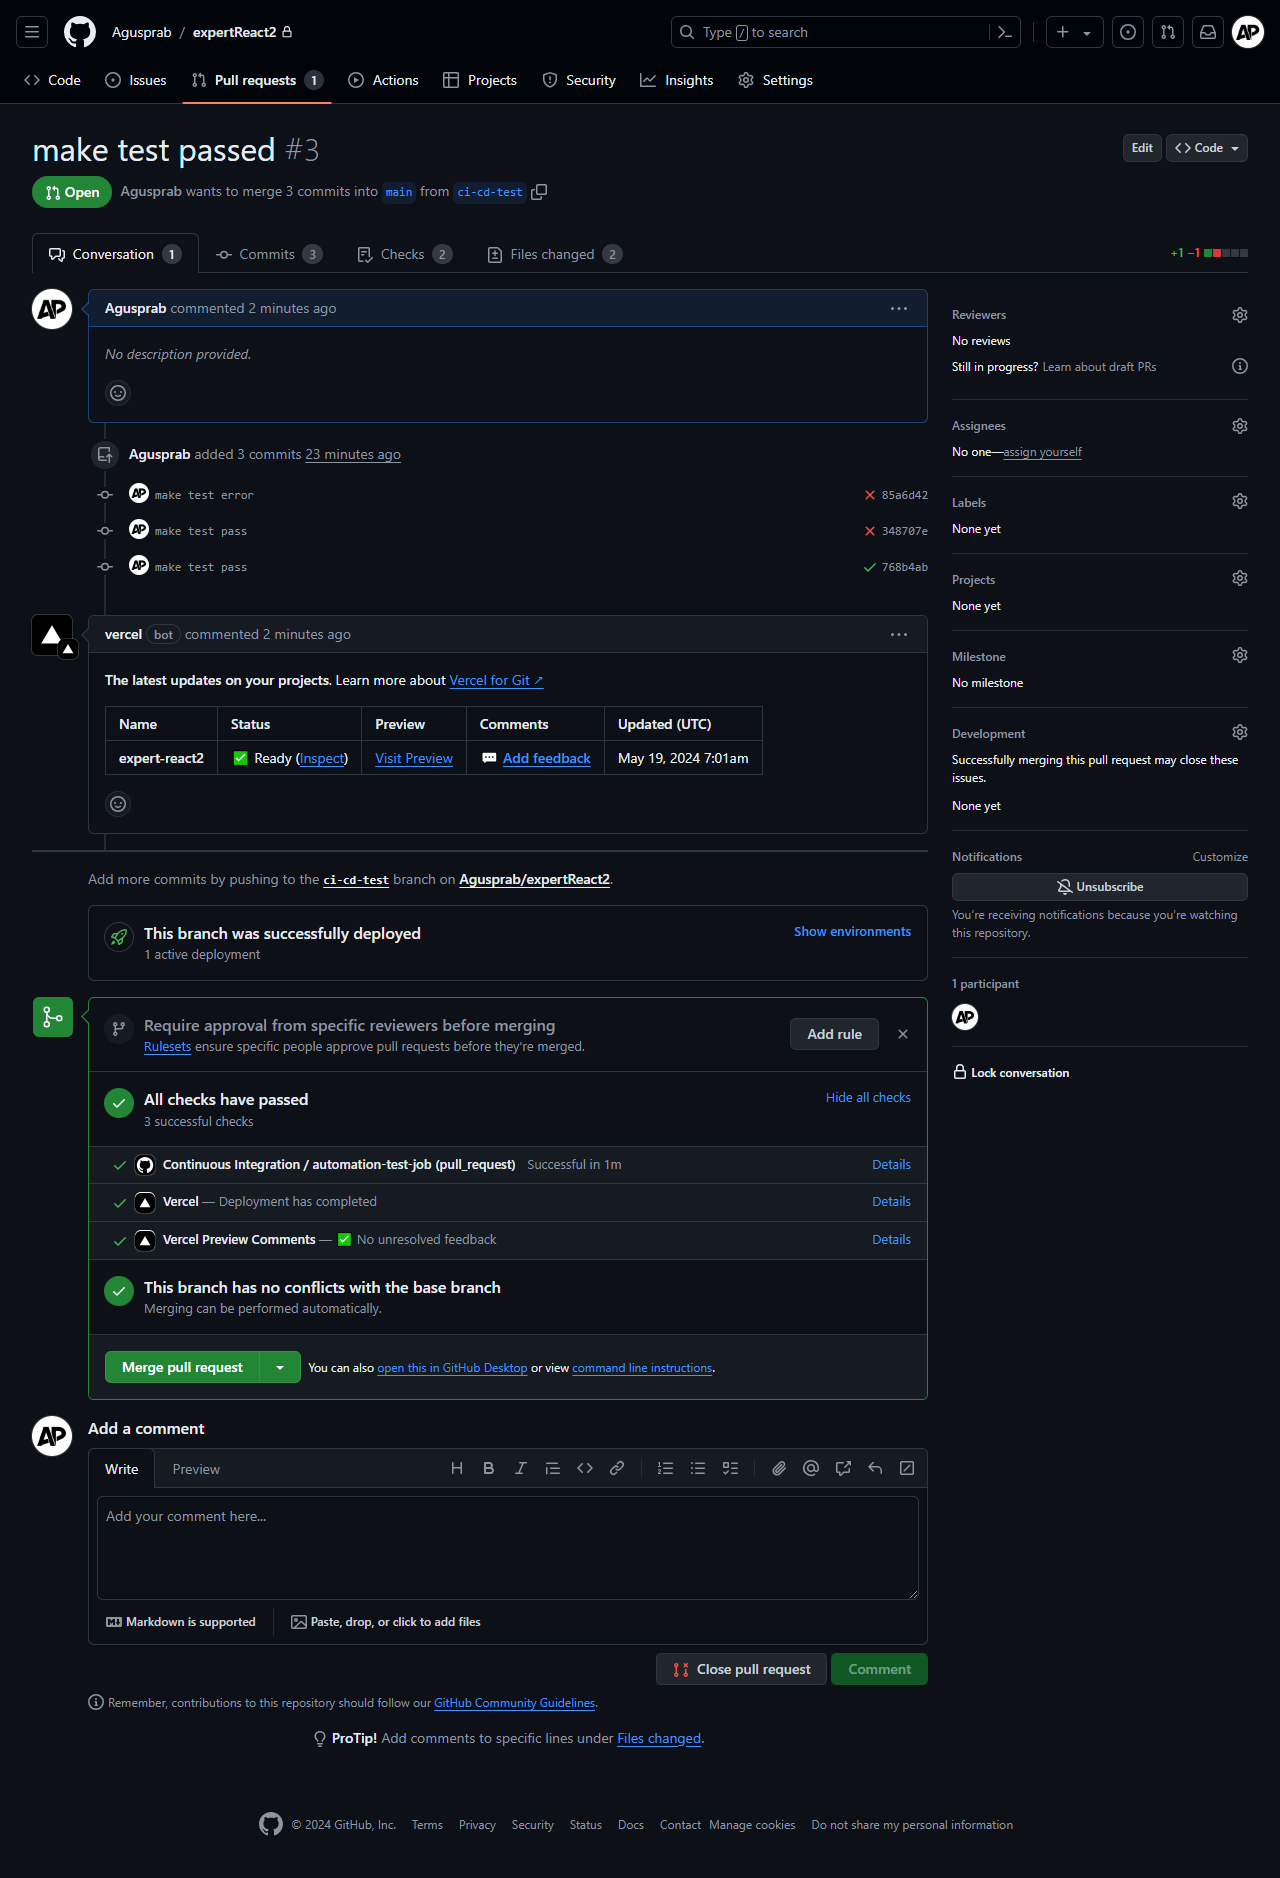 Agusprab / expertReact2
Type / to search
Code
Issues
Pull requests 1
Actions
Projects
Security
Insights
Settings
make test passed #3
Edit
<> Code
Open
Agusprab wants to merge 3 commits into main from ci-cd-test
Conversation 1
Commits 3
Checks 2
Files changed 2
+1 −1
AP
Agusprab commented 2 minutes ago
No description provided.
Agusprab added 3 commits 23 minutes ago
make test error 85a6d42
make test pass 348707e
make test pass 768b4ab
vercel bot commented 2 minutes ago
The latest updates on your projects. Learn more about Vercel for Git ↗
Name Status Preview Comments Updated (UTC)
expert-react2 ✅ Ready (Inspect) Visit Preview 💬 Add feedback May 19, 2024 7:01am
Add more commits by pushing to the ci-cd-test branch on Agusprab/expertReact2.
This branch was successfully deployed
1 active deployment
Show environments
Require approval from specific reviewers before merging
Rulesets ensure specific people approve pull requests before they're merged.
Add rule
All checks have passed
3 successful checks
Hide all checks
Continuous Integration / automation-test-job (pull_request) Successful in 1m Details
Vercel — Deployment has completed Details
Vercel Preview Comments — ✅ No unresolved feedback Details
This branch has no conflicts with the base branch
Merging can be performed automatically.
Merge pull request
You can also open this in GitHub Desktop or view command line instructions.
AP
Add a comment
Write
Preview
Add your comment here...
Markdown is supported
Paste, drop, or click to add files
Close pull request
Comment
Remember, contributions to this repository should follow our GitHub Community Guidelines.
ProTip! Add comments to specific lines under Files changed.
Reviewers
No reviews
Still in progress? Learn about draft PRs
Assignees
No one—assign yourself
Labels
None yet
Projects
None yet
Milestone
No milestone
Development
Successfully merging this pull request may close these
issues.
None yet
Notifications
Customize
Unsubscribe
You're receiving notifications because you're watching
this repository.
1 participant
AP
Lock conversation
© 2024 GitHub, Inc.
Terms
Privacy
Security
Status
Docs
Contact
Manage cookies
Do not share my personal information